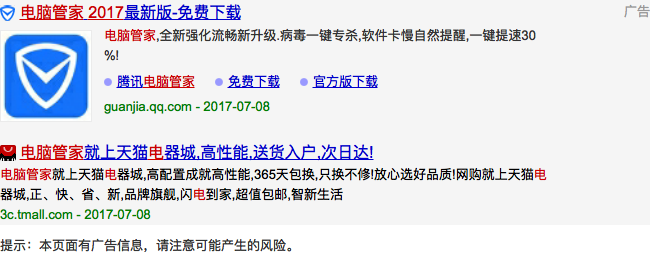 电脑管家 2017最新版-免费下载
广告
电脑管家,全新强化流畅新升级.病毒一键专杀,软件卡慢自然提醒,一键提速30
%!
腾讯电脑管家 免费下载 官方版下载
guanjia.qq.com - 2017-07-08
电脑管家就上天猫电器城,高性能,送货入户,次日达!
电脑管家就上天猫电器城,高配置成就高性能,365天包换,只换不修!放心选好品质!网购就上天猫电
器城,正、快、省、新,品牌旗舰,闪电到家,超值包邮,智新生活
3c.tmall.com - 2017-07-08
提示：本页面有广告信息，请注意可能产生的风险。